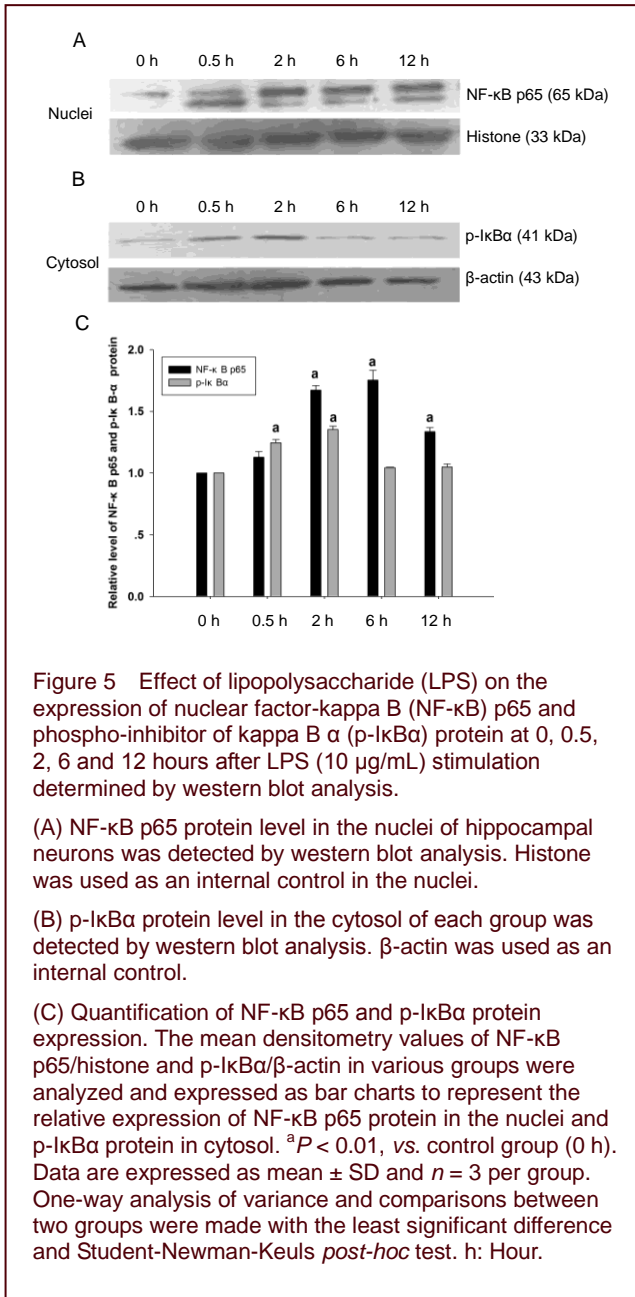 A
0 h 0.5 h 2 h 6 h 12 h
NF-κB p65 (65 kDa)
Nuclei
Histone (33 kDa)
B
0 h 0.5 h 2 h 6 h 12 h
p-IκBα (41 kDa)
Cytosol
β-actin (43 kDa)
C
Relative level of NF-κ B p65 and p-Iκ B-α protein
2.0
1.5
1.0
.5
0.0
NF-κ B p65
p-Iκ Bα
a a a a a
0 h 0.5 h 2 h 6 h 12 h
Figure 5 Effect of lipopolysaccharide (LPS) on the
expression of nuclear factor-kappa B (NF-κB) p65 and
phospho-inhibitor of kappa B α (p-IκBα) protein at 0, 0.5,
2, 6 and 12 hours after LPS (10 µg/mL) stimulation
determined by western blot analysis.
(A) NF-κB p65 protein level in the nuclei of hippocampal
neurons was detected by western blot analysis. Histone
was used as an internal control in the nuclei.
(B) p-IκBα protein level in the cytosol of each group was
detected by western blot analysis. β-actin was used as an
internal control.
(C) Quantification of NF-κB p65 and p-IκBα protein
expression. The mean densitometry values of NF-κB
p65/histone and p-IκBα/β-actin in various groups were
analyzed and expressed as bar charts to represent the
relative expression of NF-κB p65 protein in the nuclei and
p-IκBα protein in cytosol. ᵃP < 0.01, vs. control group (0 h).
Data are expressed as mean ± SD and n = 3 per group.
One-way analysis of variance and comparisons between
two groups were made with the least significant difference
and Student-Newman-Keuls post-hoc test. h: Hour.